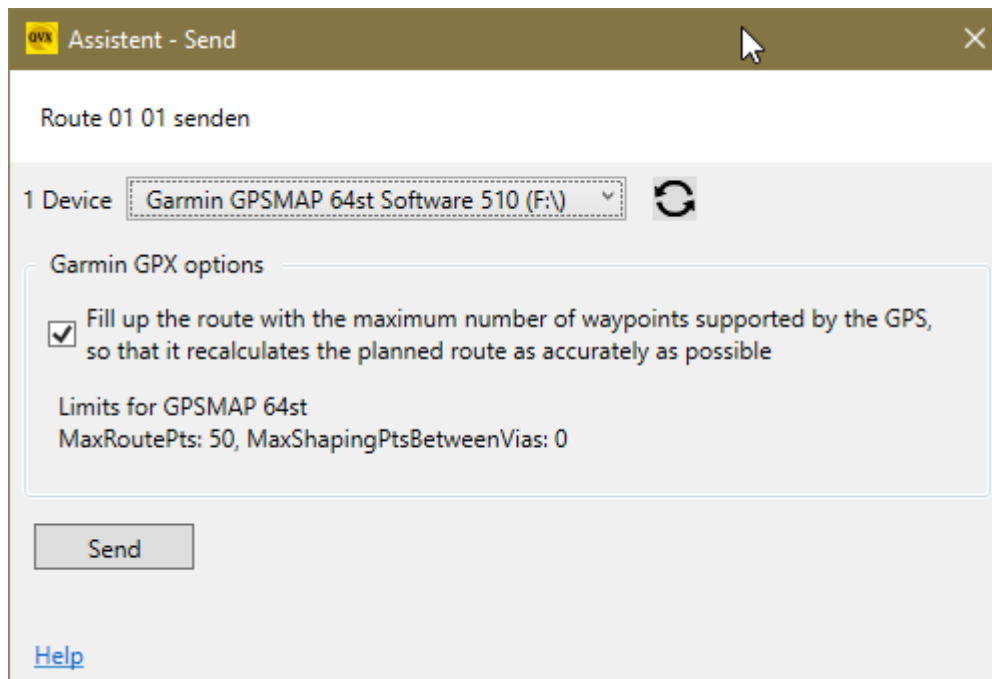 QVX Assistent - Send
Route 01 01 senden
1 Device Garmin GPSMAP 64st Software 510 (F:\)
Garmin GPX options
Fill up the route with the maximum number of waypoints supported by the GPS,
so that it recalculates the planned route as accurately as possible
Limits for GPSMAP 64st
MaxRoutePts: 50, MaxShapingPtsBetweenVias: 0
Send
Help